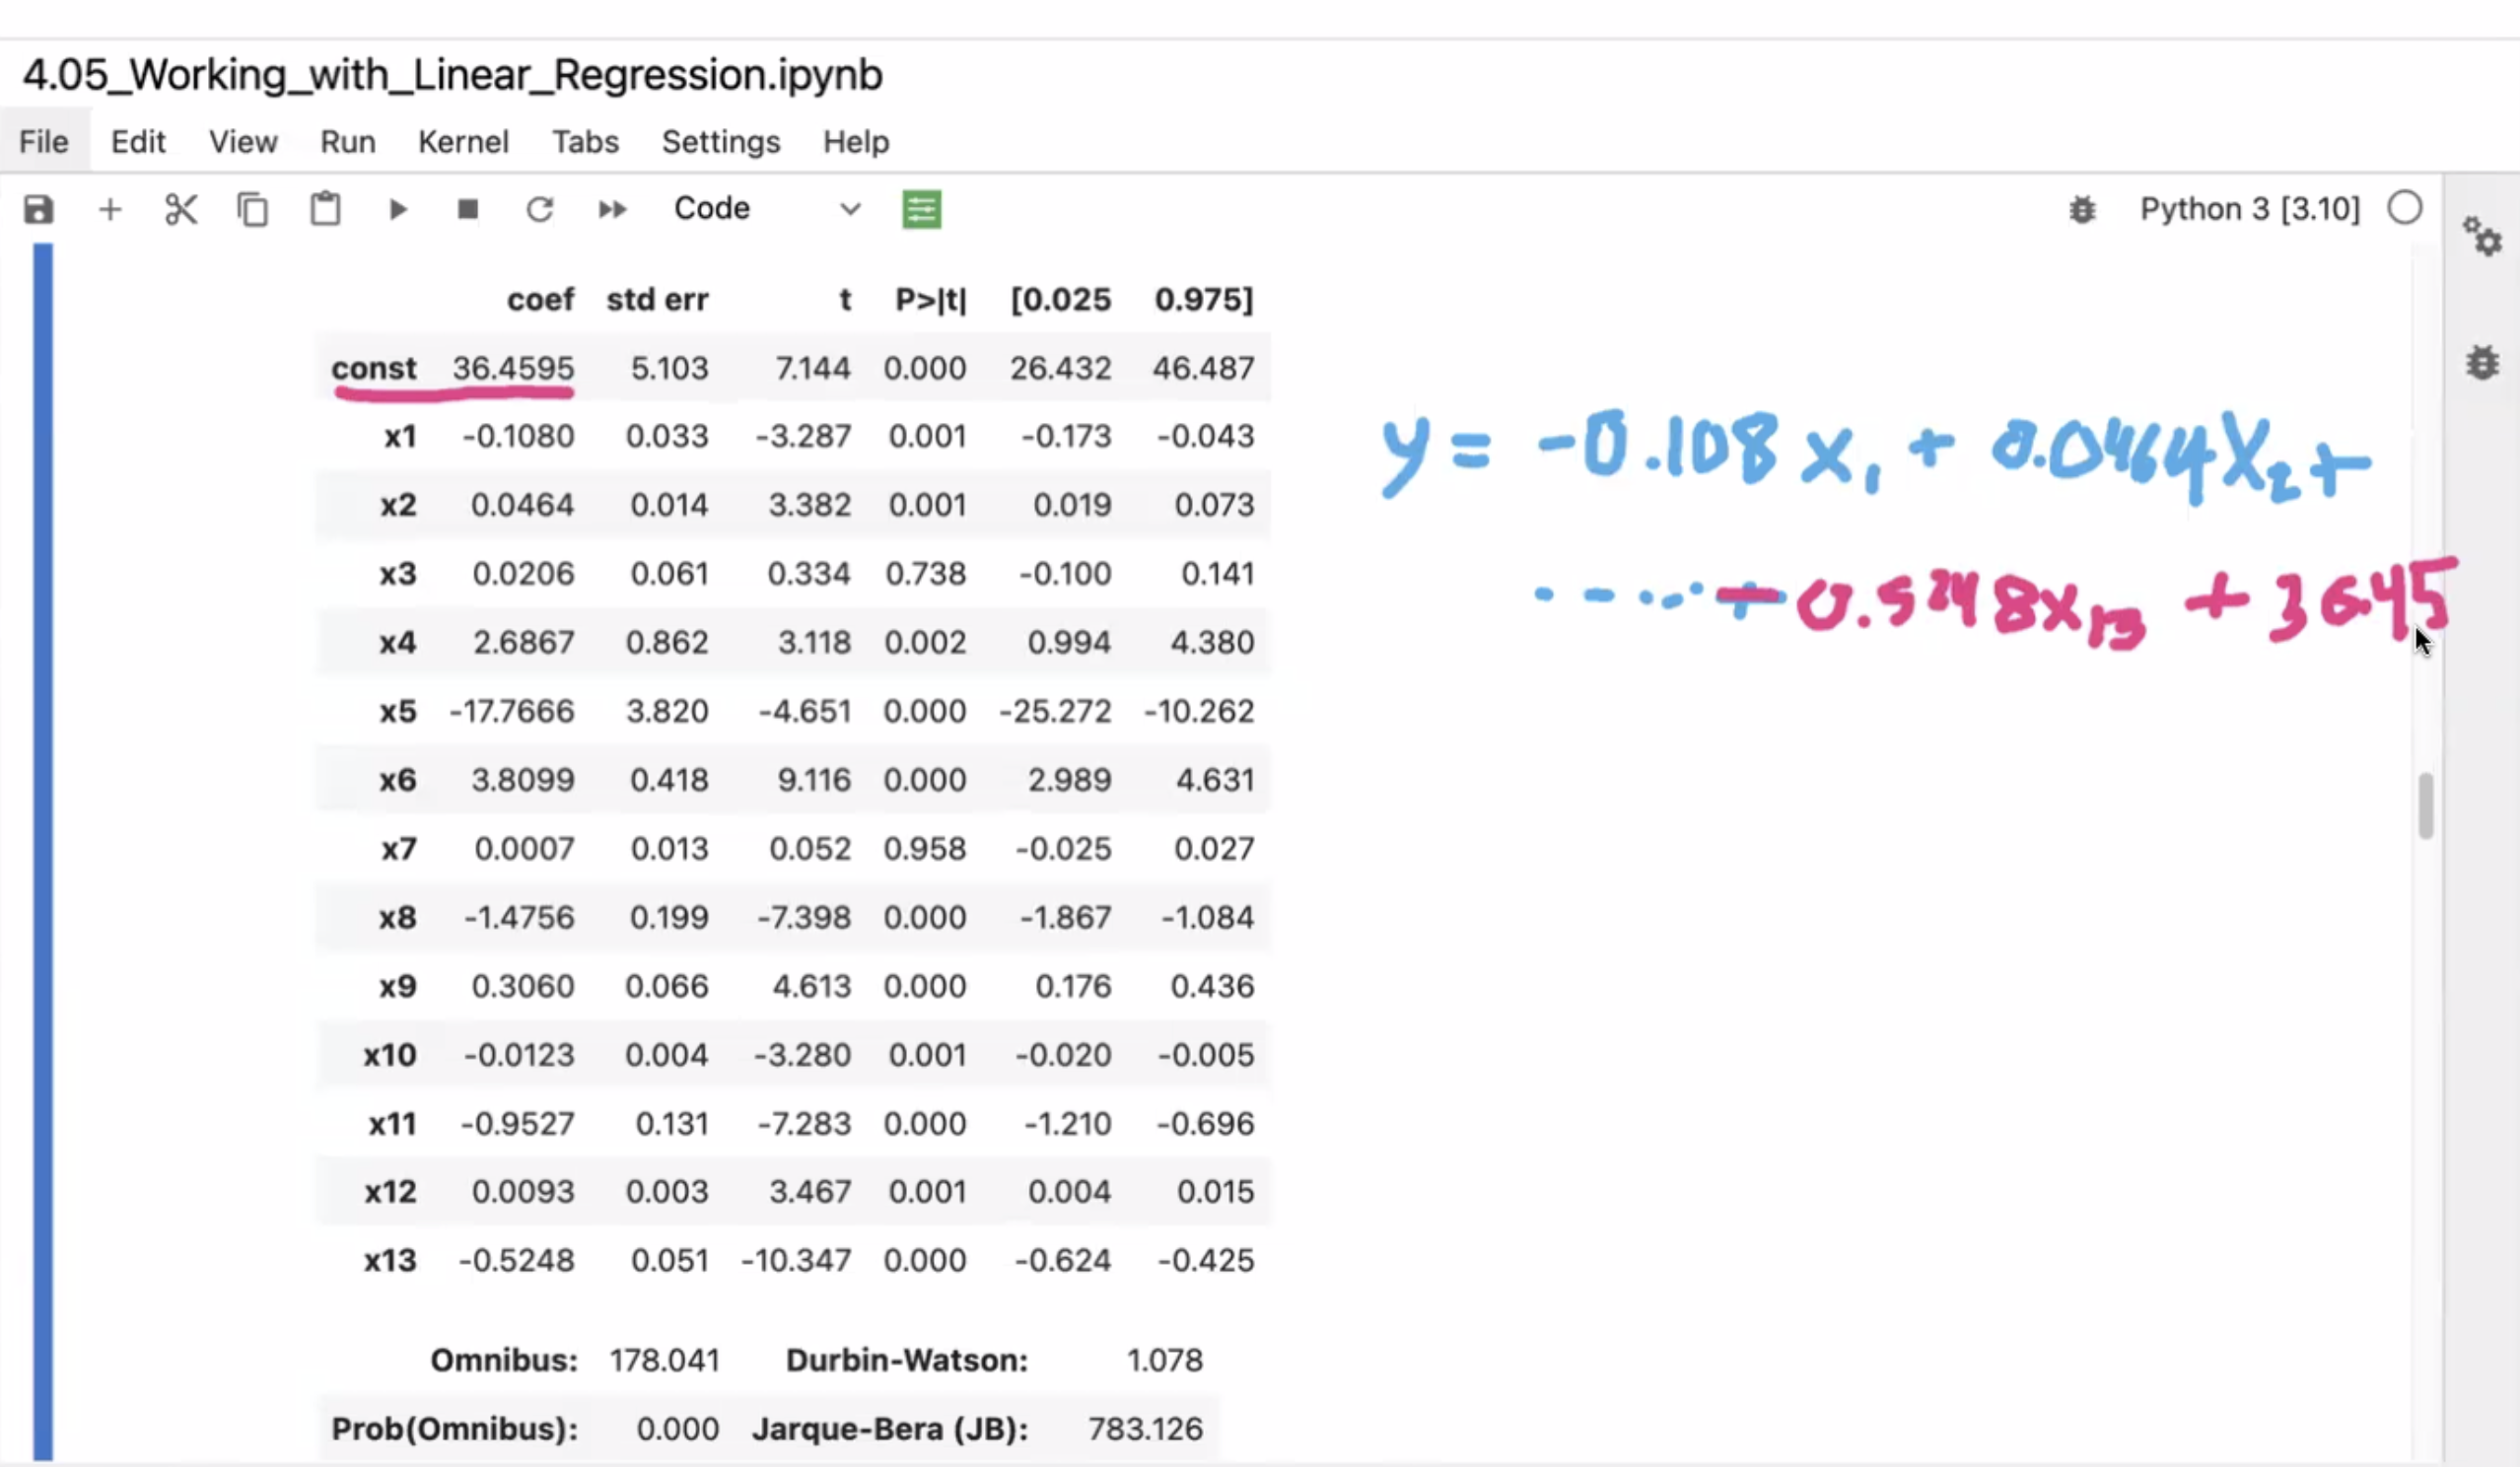 4.05_Working_with_Linear_Regression.ipynb
File Edit View Run Kernel Tabs Settings Help
Code Python 3 [3.10]
coef std err t P>|t| [0.025 0.975]
const 36.4595 5.103 7.144 0.000 26.432 46.487
x1 -0.1080 0.033 -3.287 0.001 -0.173 -0.043
y = -0.108 x1 + 0.0464X2+
x2 0.0464 0.014 3.382 0.001 0.019 0.073
x3 0.0206 0.061 0.334 0.738 -0.100 0.141
- 0.5248x13 + 36.45
x4 2.6867 0.862 3.118 0.002 0.994 4.380
x5 -17.7666 3.820 -4.651 0.000 -25.272 -10.262
x6 3.8099 0.418 9.116 0.000 2.989 4.631
x7 0.0007 0.013 0.052 0.958 -0.025 0.027
x8 -1.4756 0.199 -7.398 0.000 -1.867 -1.084
x9 0.3060 0.066 4.613 0.000 0.176 0.436
x10 -0.0123 0.004 -3.280 0.001 -0.020 -0.005
x11 -0.9527 0.131 -7.283 0.000 -1.210 -0.696
x12 0.0093 0.003 3.467 0.001 0.004 0.015
x13 -0.5248 0.051 -10.347 0.000 -0.624 -0.425
Omnibus: 178.041 Durbin-Watson: 1.078
Prob(Omnibus): 0.000 Jarque-Bera (JB): 783.126